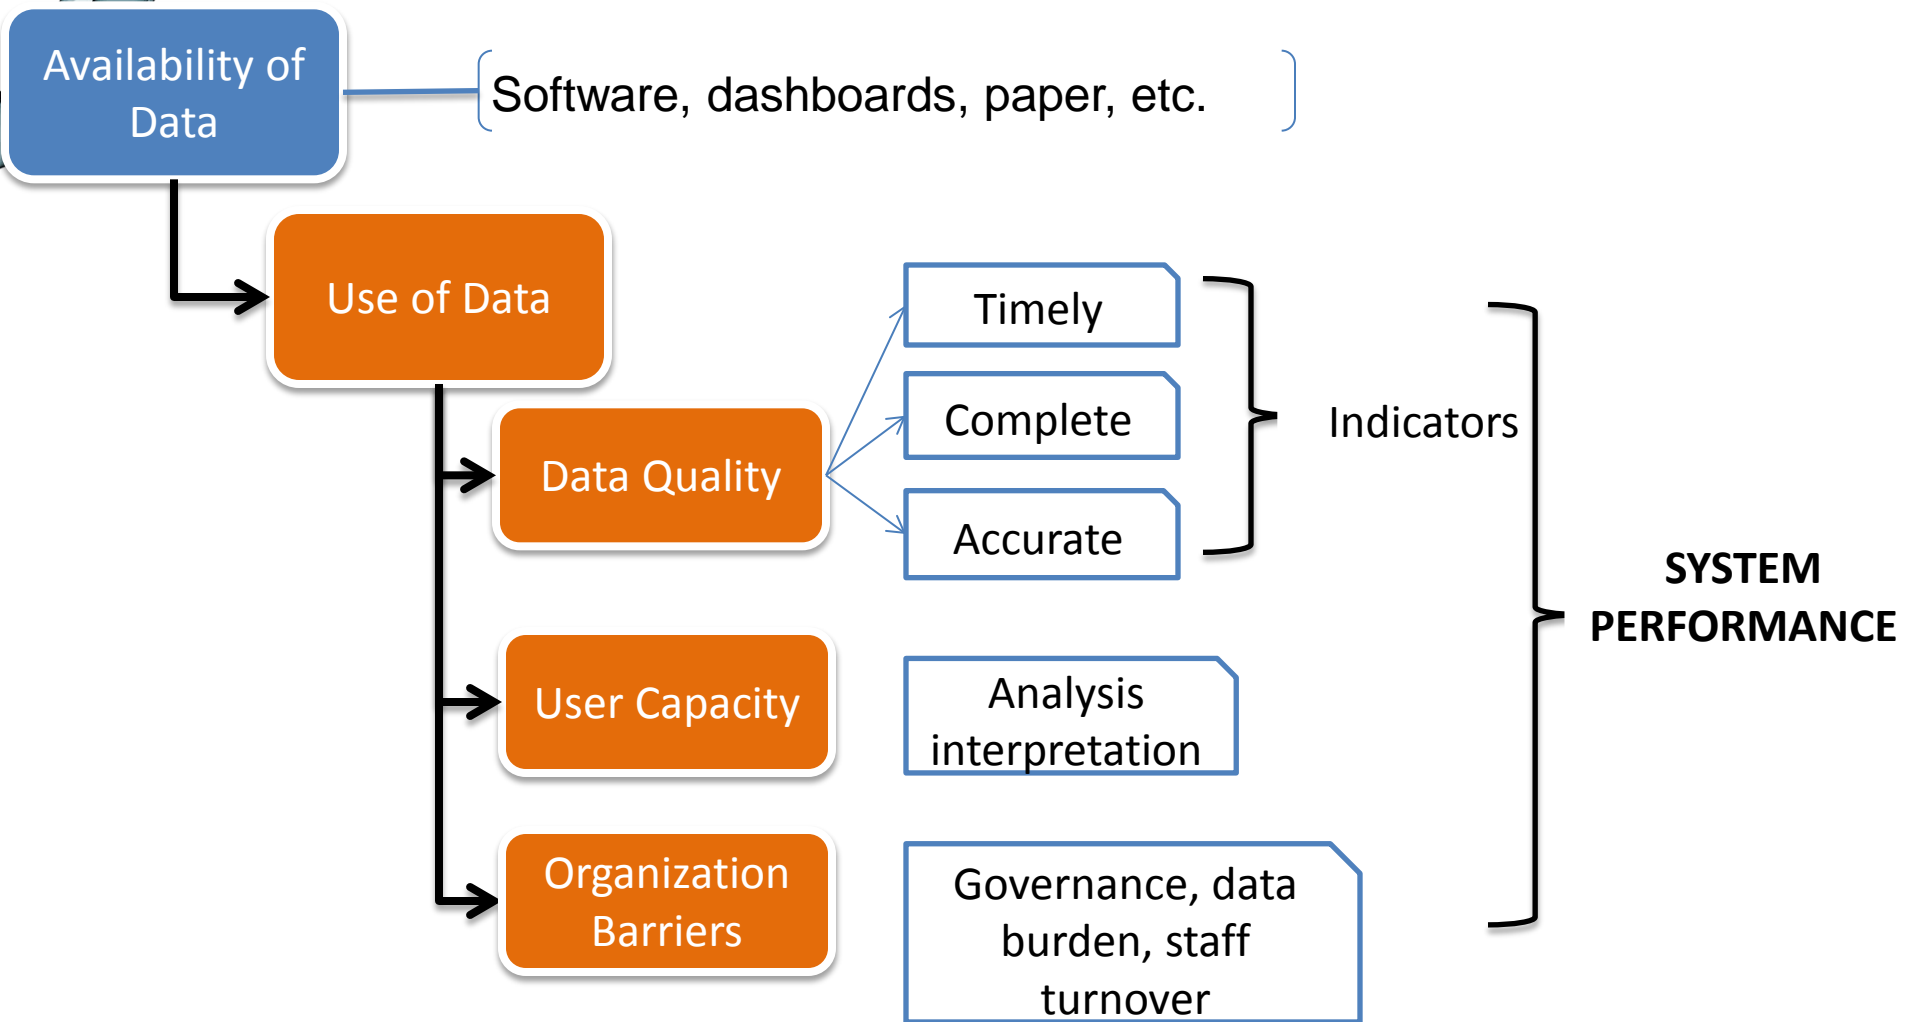 Availability of
Data
Software, dashboards, paper, etc.
Use of Data
Timely
Complete
Indicators
Data Quality
Accurate
SYSTEM
PERFORMANCE
User Capacity
Analysis
interpretation
Organization
Barriers
Governance, data
burden, staff
turnover